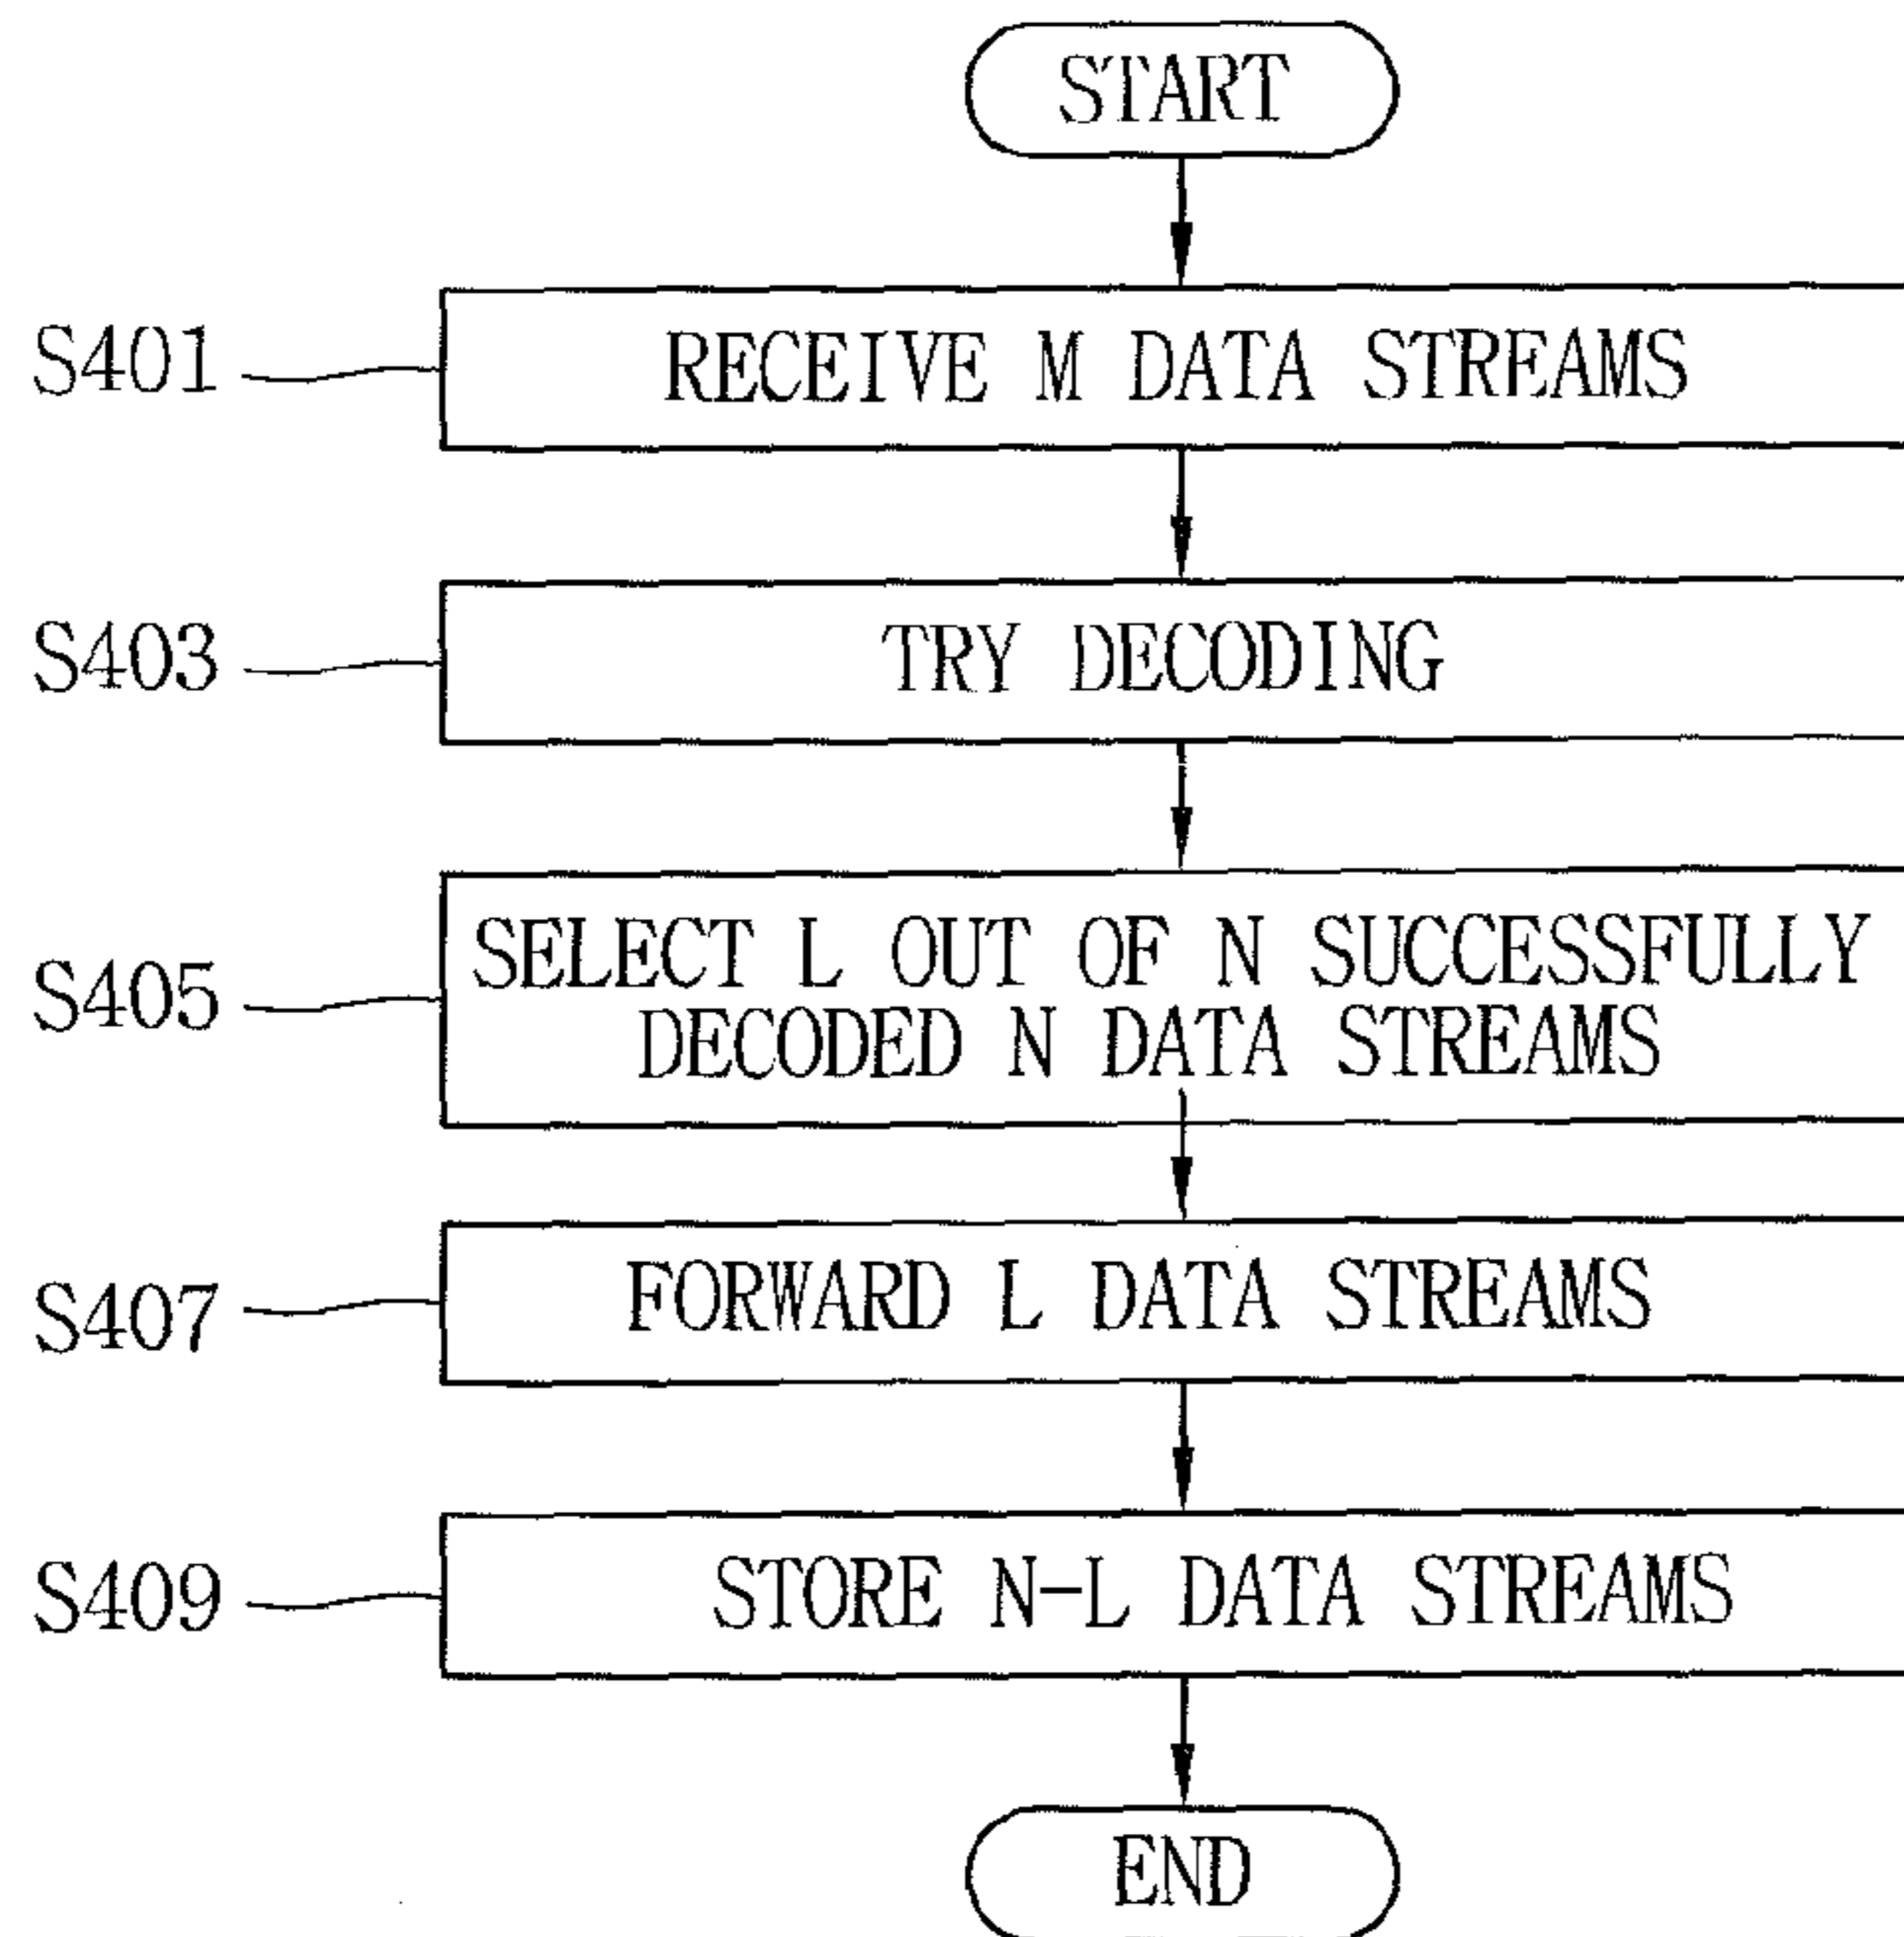 START
S401
RECEIVE M DATA STREAMS
S403
TRY DECODING
S405
SELECT L OUT OF N SUCCESSFULLY
DECODED N DATA STREAMS
S407
FORWARD L DATA STREAMS
S409
STORE N-L DATA STREAMS
END